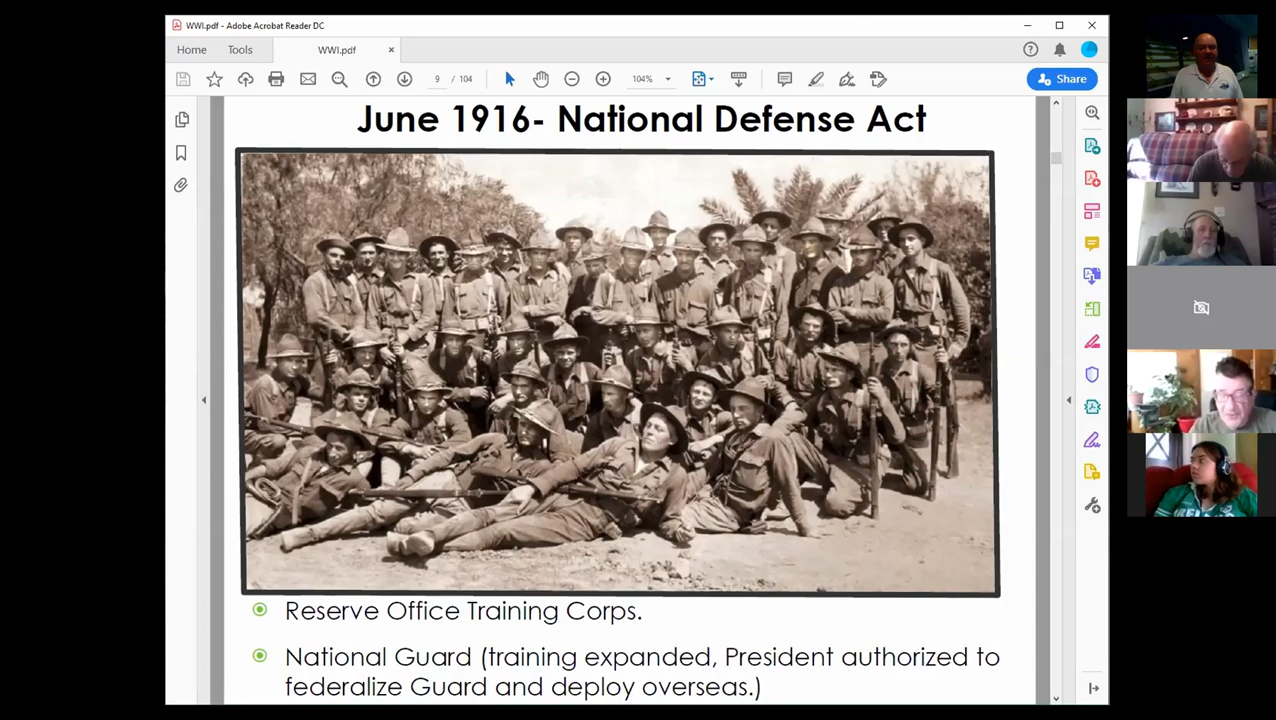 WWI.pdf - Adobe Acrobat Reader DC
Home Tools WWI.pdf
9 / 104 104% Share
June 1916- National Defense Act
Reserve Office Training Corps.
National Guard (training expanded, President authorized to
federalize Guard and deploy overseas.)